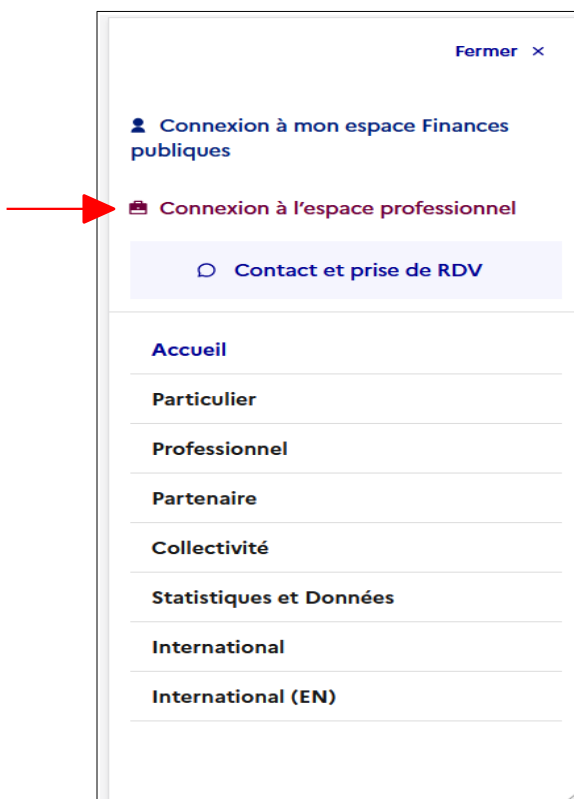 Fermer ×
Connexion à mon espace Finances
publiques
Connexion à l’espace professionnel
Contact et prise de RDV
Accueil
Particulier
Professionnel
Partenaire
Collectivité
Statistiques et Données
International
International (EN)